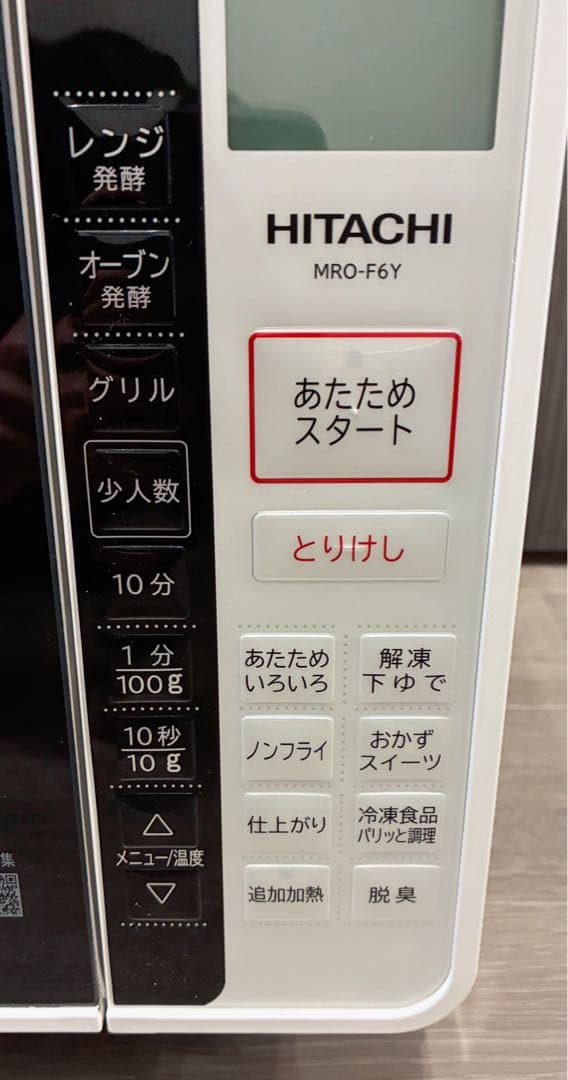 レンジ
発酵
オーブン
発酵
グリル
少人数
10分
1分
100g
10秒
10g
△
メニュー/温度
▽
集
HITACHI
MRO-F6Y
あたため
スタート
とりけし
あたため
いろいろ
解凍
下ゆで
ノンフライ
おかず
スイーツ
仕上がり
冷凍食品
パリッと調理
追加加熱
脱臭